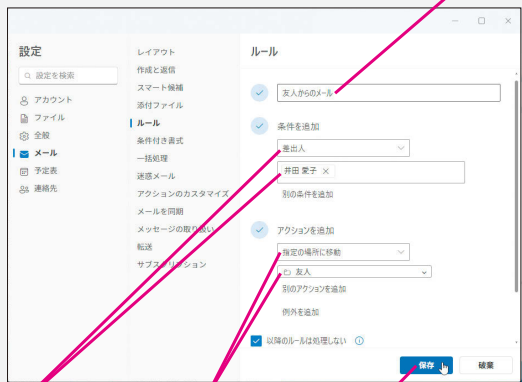 設定
設定を検索
アカウント
ファイル
全般
メール
予定表
連絡先
レイアウト
作成と返信
スマート候補
添付ファイル
ルール
条件付き書式
一括処理
迷惑メール
アクションのカスタマイズ
メールを同期
メッセージの取り扱い
転送
サブスクリプション
ルール
友人からのメール
条件を追加
差出人
井田 愛子
別の条件を追加
アクションを追加
指定の場所に移動
友人
別のアクションを追加
例外を追加
以降のルールは処理しない
保存
破棄